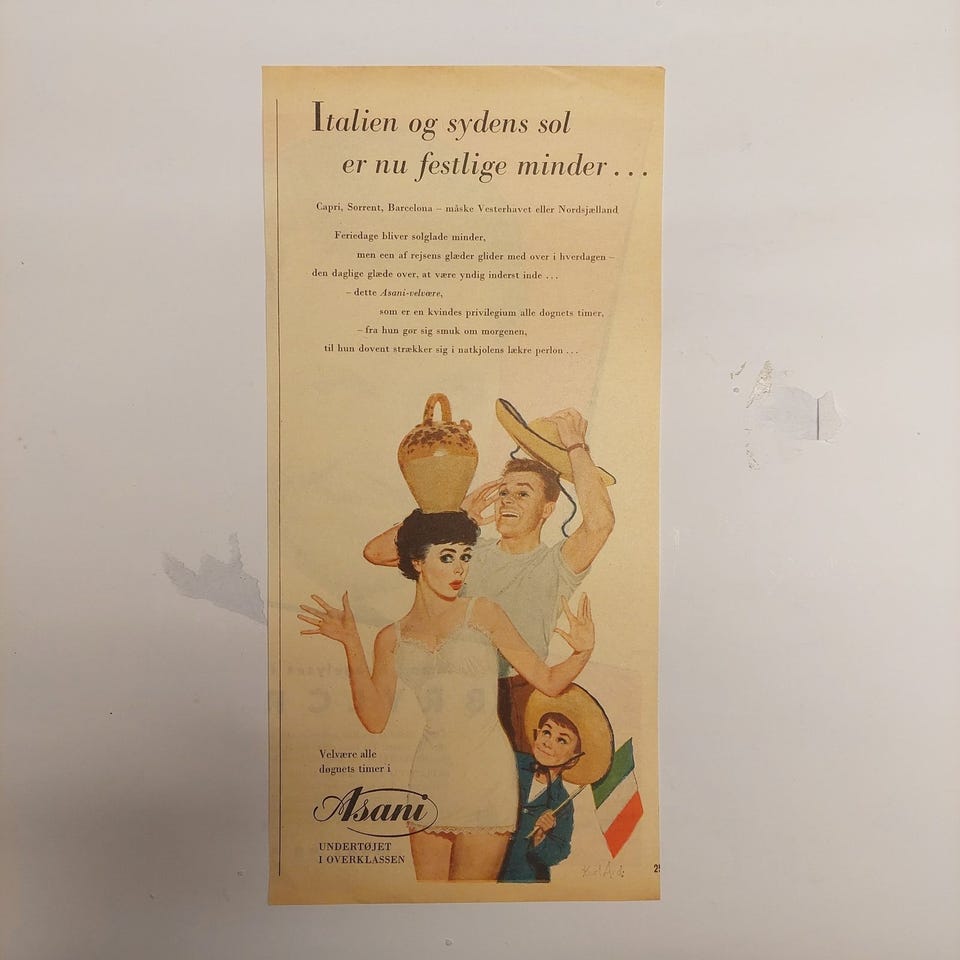 Italien og sydens sol
er nu festlige minder...
Capri, Sorrent, Barcelona – måske Vesterhavet eller Nordsjælland
Feriedage bliver solglade minder,
men een af rejsens glæder glider med over i hverdagen –
den daglige glæde over, at være yndig inderst inde ...
– dette Asani-velvære,
som er en kvindes privilegium alle døgnets timer,
– fra hun gør sig smuk om morgenen,
til hun dovent strækker sig i natkjolens lækre perlon ...
Velvære alle
døgnets timer i
Asani
UNDERTØJET
I OVERKLASSEN